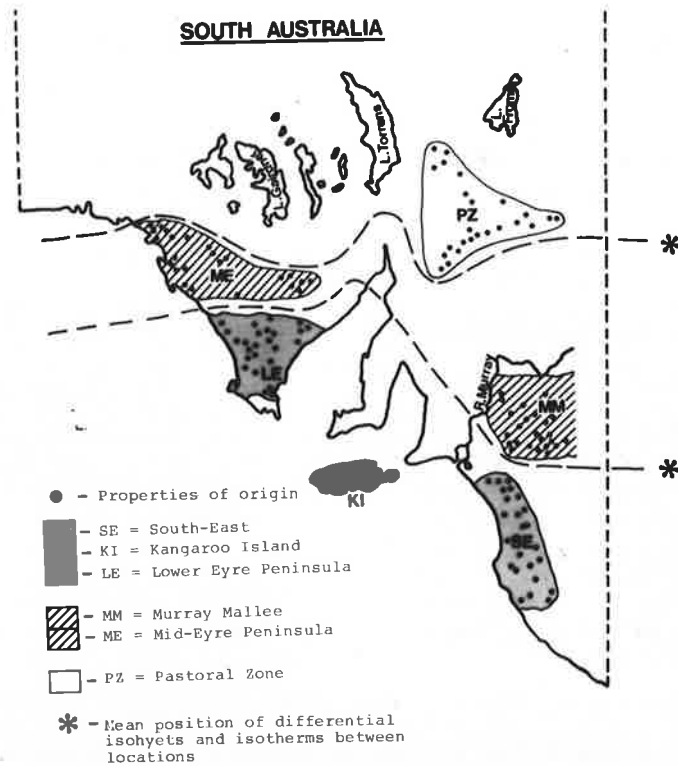 SOUTH AUSTRALIA
L. Torrens
L. Frome
L. Gairdner
PZ
ME
LE
R. Murray
MM
KI
SE
● - Properties of origin
- SE = South-East
- KI = Kangaroo Island
- LE = Lower Eyre Peninsula
- MM = Murray Mallee
- ME = Mid-Eyre Peninsula
- PZ = Pastoral Zone
* - Mean position of differential
isohyets and isotherms between
locations